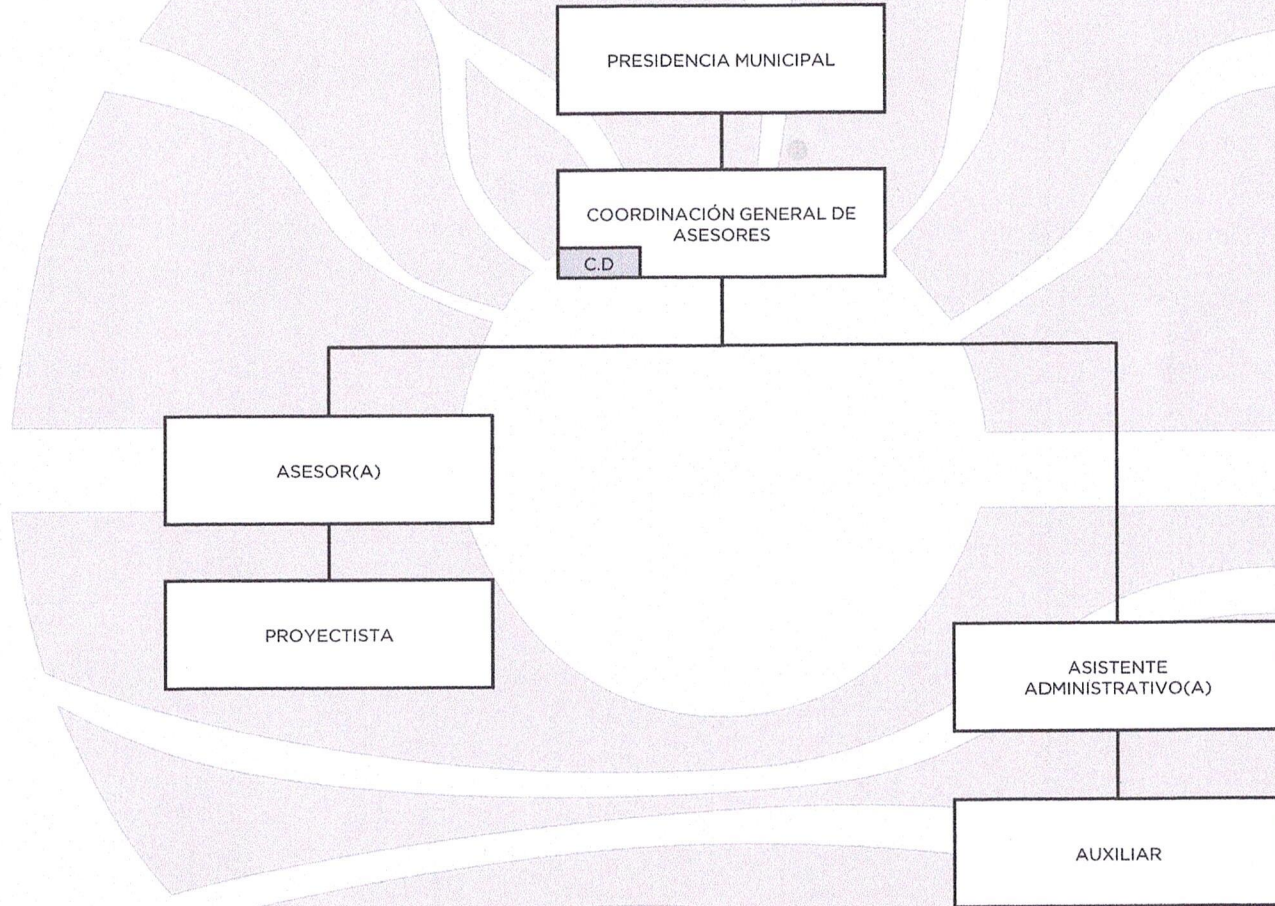 PRESIDENCIA MUNICIPAL
COORDINACIÓN GENERAL DE
ASESORES
C.D
ASESOR(A)
PROYECTISTA
ASISTENTE
ADMINISTRATIVO(A)
AUXILIAR